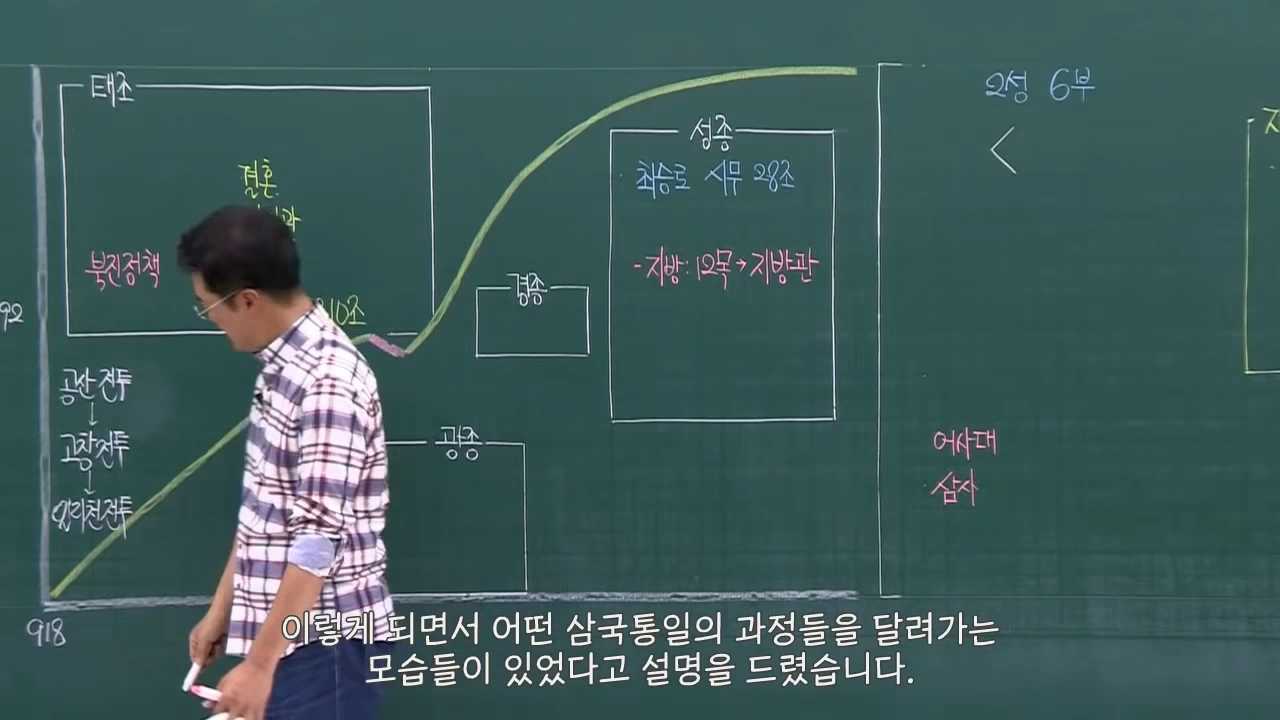 태조
결혼
북진정책
10조
92
공산전투
↓
고창전투
↓
일리천전투
918
광종
경종
성종
최승로 시무 28조
-지방:12목→지방관
2성 6부
<
어사대
삼사
이렇게 되면서 어떤 삼국통일의 과정들을 달려가는
모습들이 있었다고 설명을 드렸습니다.